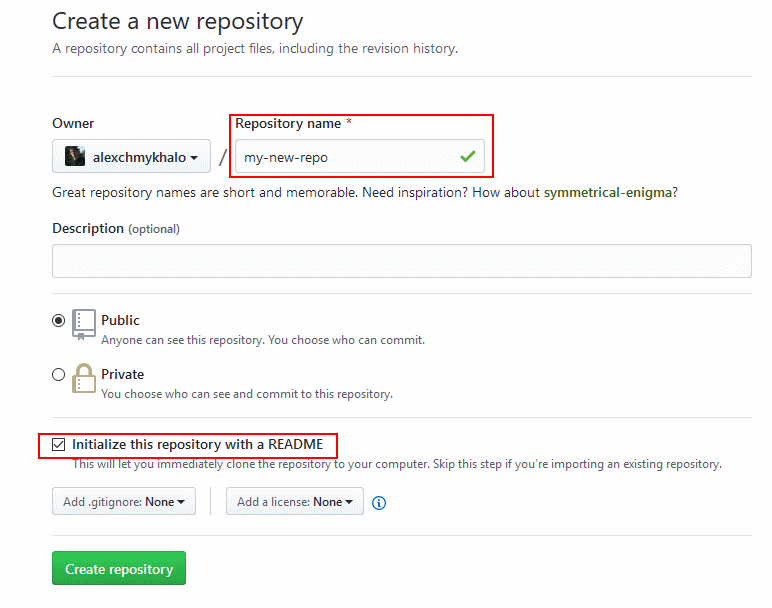 Create a new repository
A repository contains all project files, including the revision history.
Owner
Repository name *
alexchmykhalo / my-new-repo
Great repository names are short and memorable. Need inspiration? How about symmetrical-enigma?
Description (optional)
Public
Anyone can see this repository. You choose who can commit.
Private
You choose who can see and commit to this repository.
Initialize this repository with a README
This will let you immediately clone the repository to your computer. Skip this step if you're importing an existing repository.
Add .gitignore: None
Add a license: None
Create repository